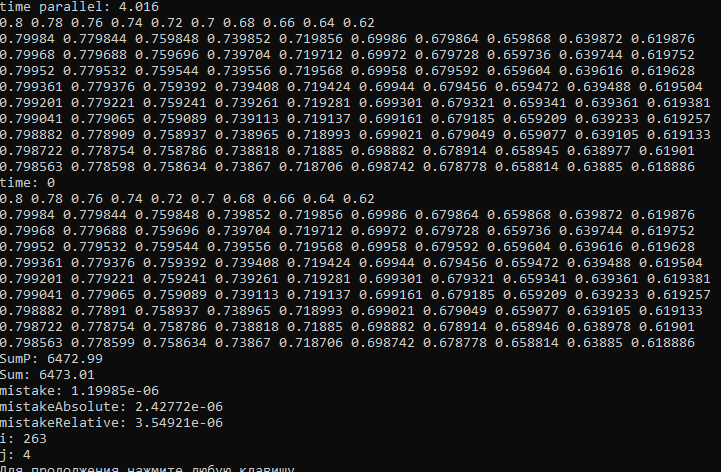 time parallel: 4.016
0.8 0.78 0.76 0.74 0.72 0.7 0.68 0.66 0.64 0.62
0.79984 0.779844 0.759848 0.739852 0.719856 0.69986 0.679864 0.659868 0.639872 0.619876
0.79968 0.779688 0.759696 0.739704 0.719712 0.69972 0.679728 0.659736 0.639744 0.619752
0.79952 0.779532 0.759544 0.739556 0.719568 0.69958 0.679592 0.659604 0.639616 0.619628
0.799361 0.779376 0.759392 0.739408 0.719424 0.69944 0.679456 0.659472 0.639488 0.619504
0.799201 0.779221 0.759241 0.739261 0.719281 0.699301 0.679321 0.659341 0.639361 0.619381
0.799041 0.779065 0.759089 0.739113 0.719137 0.699161 0.679185 0.659209 0.639233 0.619257
0.798882 0.778909 0.758937 0.738965 0.718993 0.699021 0.679049 0.659077 0.639105 0.619133
0.798722 0.778754 0.758786 0.738818 0.71885 0.698882 0.678914 0.658945 0.638977 0.61901
0.798563 0.778598 0.758634 0.73867 0.718706 0.698742 0.678778 0.658814 0.63885 0.618886
time: 0
0.8 0.78 0.76 0.74 0.72 0.7 0.68 0.66 0.64 0.62
0.79984 0.779844 0.759848 0.739852 0.719856 0.69986 0.679864 0.659868 0.639872 0.619876
0.79968 0.779688 0.759696 0.739704 0.719712 0.69972 0.679728 0.659736 0.639744 0.619752
0.79952 0.779532 0.759544 0.739556 0.719568 0.69958 0.679592 0.659604 0.639616 0.619628
0.799361 0.779376 0.759392 0.739408 0.719424 0.69944 0.679456 0.659472 0.639488 0.619504
0.799201 0.779221 0.759241 0.739261 0.719281 0.699301 0.679321 0.659341 0.639361 0.619381
0.799041 0.779065 0.759089 0.739113 0.719137 0.699161 0.679185 0.659209 0.639233 0.619257
0.798882 0.77891 0.758937 0.738965 0.718993 0.699021 0.679049 0.659077 0.639105 0.619133
0.798722 0.778754 0.758786 0.738818 0.71885 0.698882 0.678914 0.658946 0.638978 0.61901
0.798563 0.778599 0.758634 0.73867 0.718706 0.698742 0.678778 0.658814 0.63885 0.618886
SumP: 6472.99
Sum: 6473.01
mistake: 1.19985e-06
mistakeAbsolute: 2.42772e-06
mistakeRelative: 3.54921e-06
i: 263
j: 4
Для продолжения нажмите любую клавишу